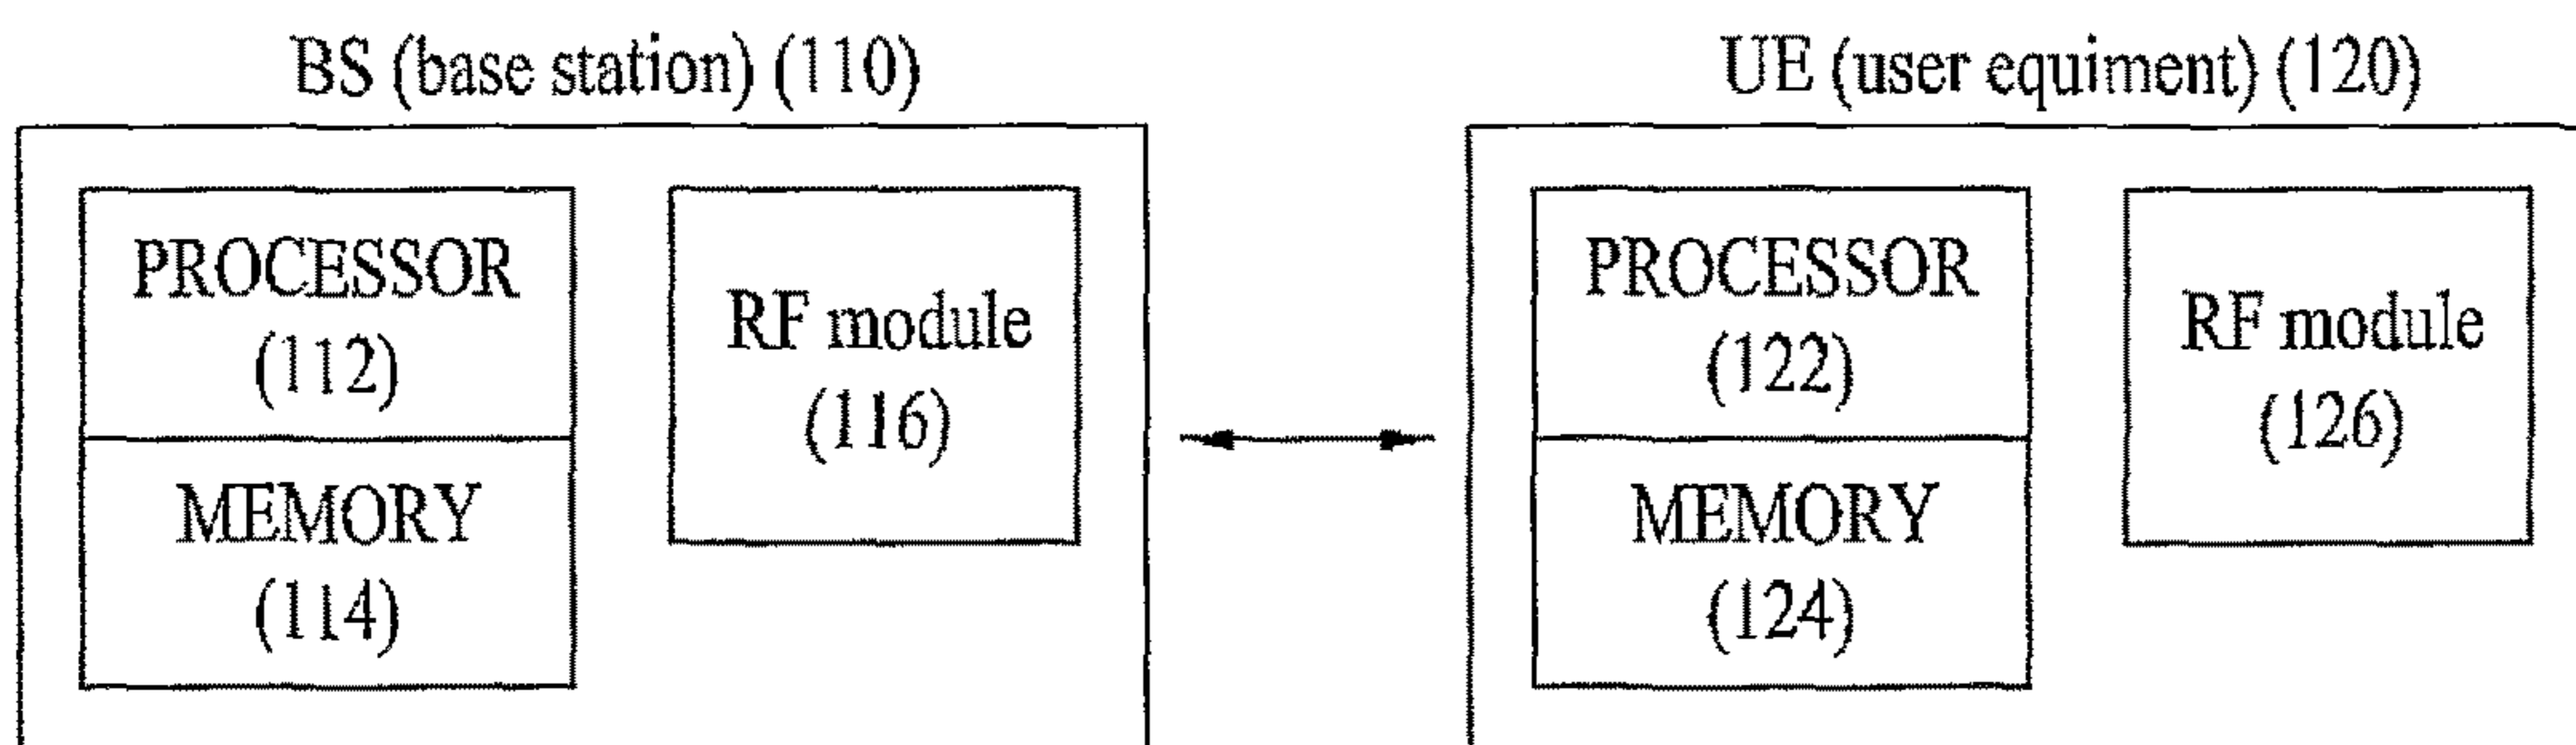 BS (base station) (110)
PROCESSOR
(112)
MEMORY
(114)
RF module
(116)
UE (user equiment) (120)
PROCESSOR
(122)
MEMORY
(124)
RF module
(126)